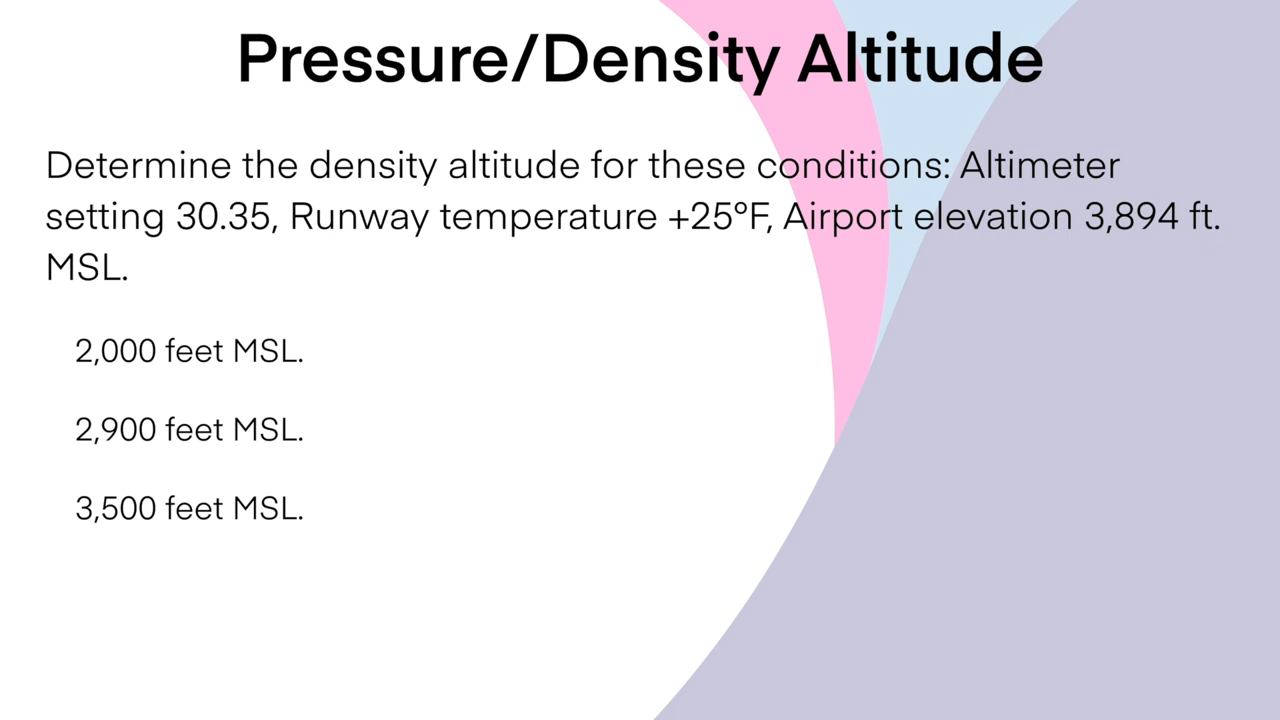 Pressure/Density Altitude
Determine the density altitude for these conditions: Altimeter
setting 30.35, Runway temperature +25ºF, Airport elevation 3,894 ft.
MSL.
2,000 feet MSL.
2,900 feet MSL.
3,500 feet MSL.